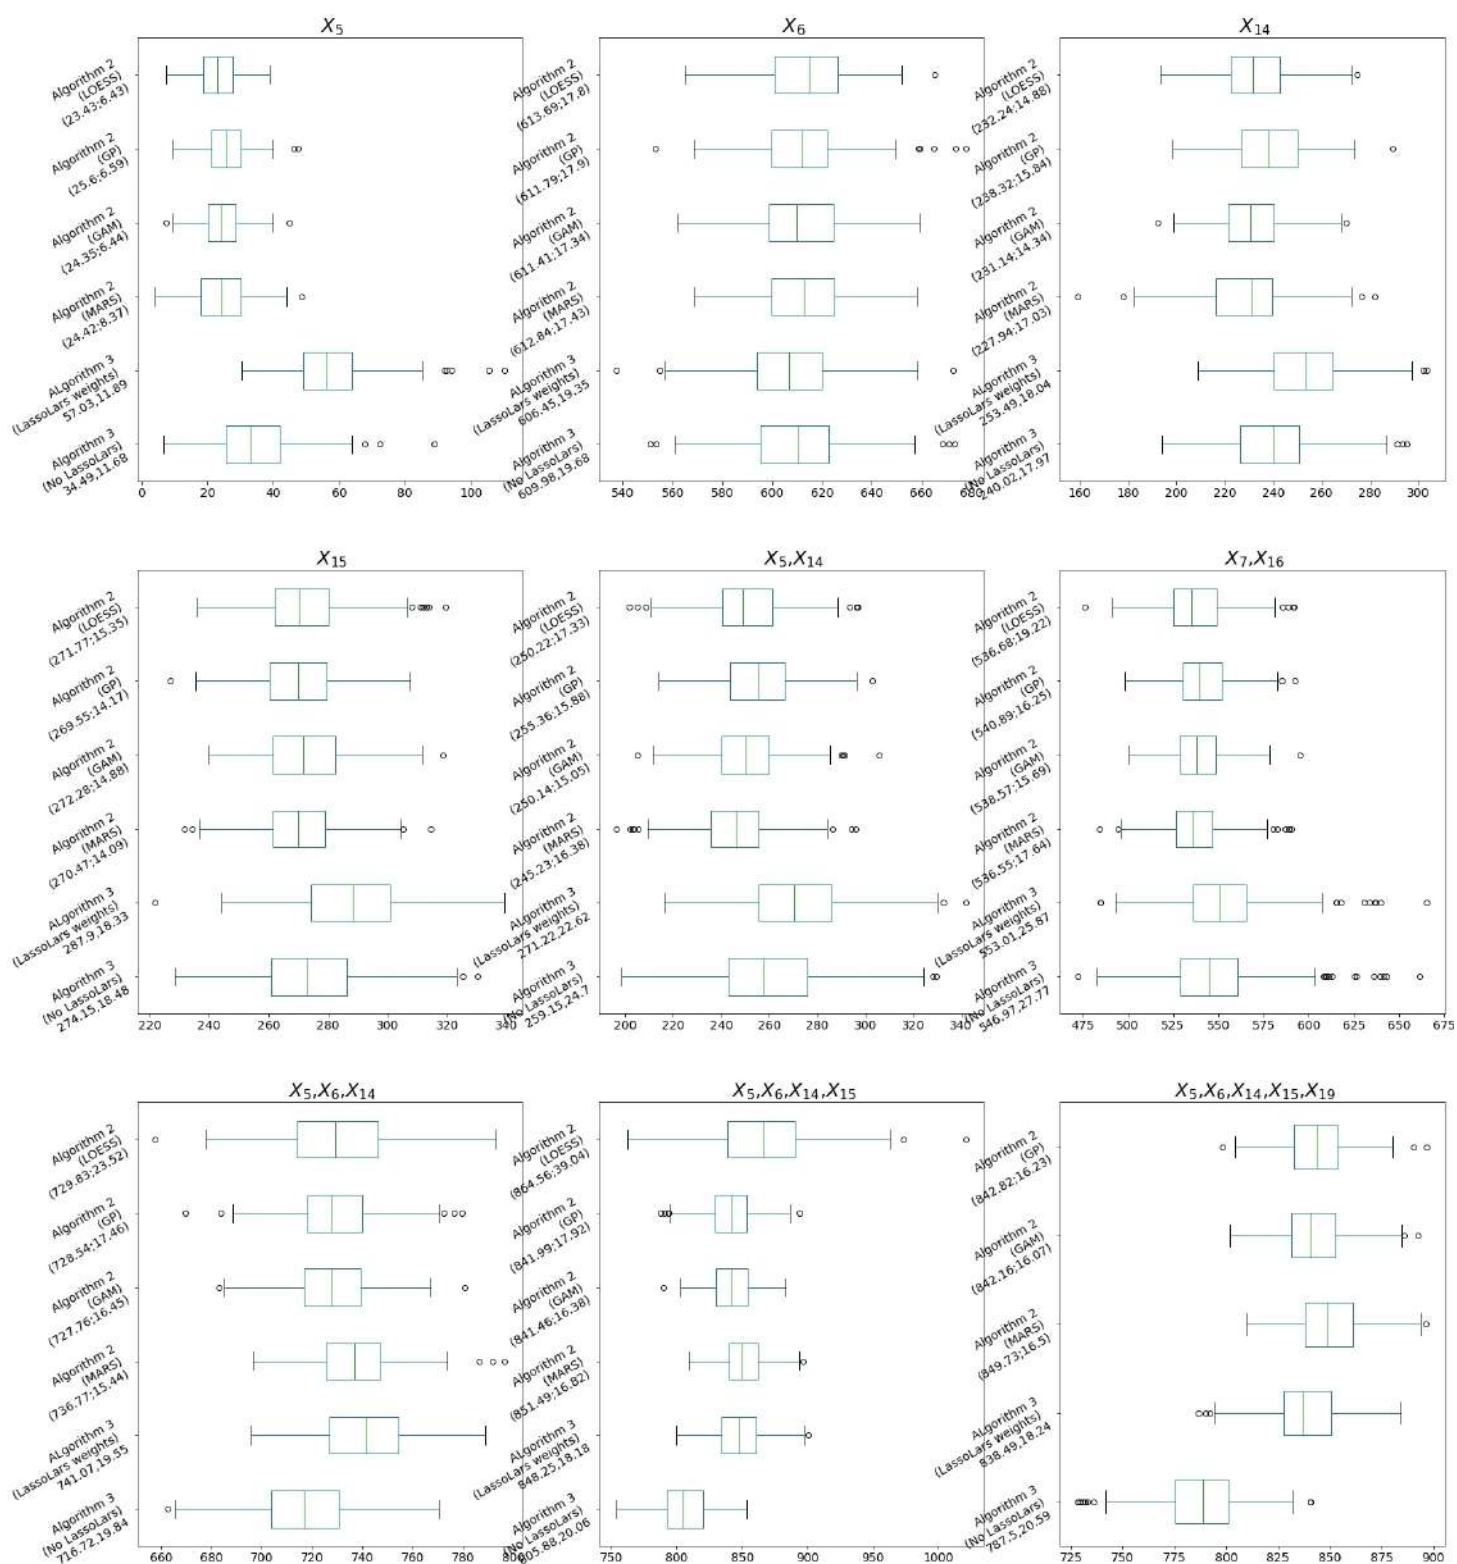 X5
Algorithm 2
(LOESS)
(23.43;6.43)
Algorithm 2
(GP)
(25.6;6.59)
Algorithm 2
(GAM)
(24.35;6.44)
Algorithm 2
(MARS)
(24.42;8.37)
ALgorithm 3
(LassoLars weights)
57.03,11.89
Algorithm 3
(No LassoLars)
34.49,11.68
0 20 40 60 80 100
X6
Algorithm 2
(LOESS)
(613.69;17.8)
Algorithm 2
(GP)
(611.79;17.9)
Algorithm 2
(GAM)
(611.41;17.34)
Algorithm 2
(MARS)
(612.84;17.43)
ALgorithm 3
(LassoLars weights)
606.45,19.35
Algorithm 3
(No LassoLars)
609.98,19.68
540 560 580 600 620 640 660 680
X14
Algorithm 2
(LOESS)
(232.24;14.88)
Algorithm 2
(GP)
(238.32;15.84)
Algorithm 2
(GAM)
(231.14;14.34)
Algorithm 2
(MARS)
(227.94;17.03)
ALgorithm 3
(LassoLars weights)
253.49,18.04
Algorithm 3
(No LassoLars)
240.02,17.97
160 180 200 220 240 260 280 300
X15
Algorithm 2
(LOESS)
(271.77;15.35)
Algorithm 2
(GP)
(269.55;14.17)
Algorithm 2
(GAM)
(272.28;14.88)
Algorithm 2
(MARS)
(270.47;14.09)
ALgorithm 3
(LassoLars weights)
287.9,18.33
Algorithm 3
(No LassoLars)
274.15,18.48
220 240 260 280 300 320 340
X5,X14
Algorithm 2
(LOESS)
(250.22;17.33)
Algorithm 2
(GP)
(255.36;15.88)
Algorithm 2
(GAM)
(250.14;15.05)
Algorithm 2
(MARS)
(245.23;16.38)
ALgorithm 3
(LassoLars weights)
271.22,22.62
Algorithm 3
(No LassoLars)
259.15,24.7
200 220 240 260 280 300 320 340
X7,X16
Algorithm 2
(LOESS)
(536.68;19.22)
Algorithm 2
(GP)
(540.89;16.25)
Algorithm 2
(GAM)
(538.57;15.69)
Algorithm 2
(MARS)
(536.55;17.64)
ALgorithm 3
(LassoLars weights)
553.01,25.87
Algorithm 3
(No LassoLars)
546.97,27.77
475 500 525 550 575 600 625 650 675
X5,X6,X14
Algorithm 2
(LOESS)
(729.83;23.52)
Algorithm 2
(GP)
(728.54;17.46)
Algorithm 2
(GAM)
(727.76;16.45)
Algorithm 2
(MARS)
(736.77;15.44)
ALgorithm 3
(LassoLars weights)
741.07,19.55
Algorithm 3
(No LassoLars)
716.72,19.84
660 680 700 720 740 760 780 800
X5,X6,X14,X15
Algorithm 2
(LOESS)
(864.56;39.04)
Algorithm 2
(GP)
(841.99;17.92)
Algorithm 2
(GAM)
(841.46;16.38)
Algorithm 2
(MARS)
(851.49;16.82)
ALgorithm 3
(LassoLars weights)
848.25,18.18
Algorithm 3
(No LassoLars)
805.88,20.06
750 800 850 900 950 1000
X5,X6,X14,X15,X19
Algorithm 2
(GP)
(842.82;16.23)
Algorithm 2
(GAM)
(842.16;16.07)
Algorithm 2
(MARS)
(849.73;16.5)
ALgorithm 3
(LassoLars weights)
838.49,18.24
Algorithm 3
(No LassoLars)
787.5,20.59
725 750 775 800 825 850 875 900